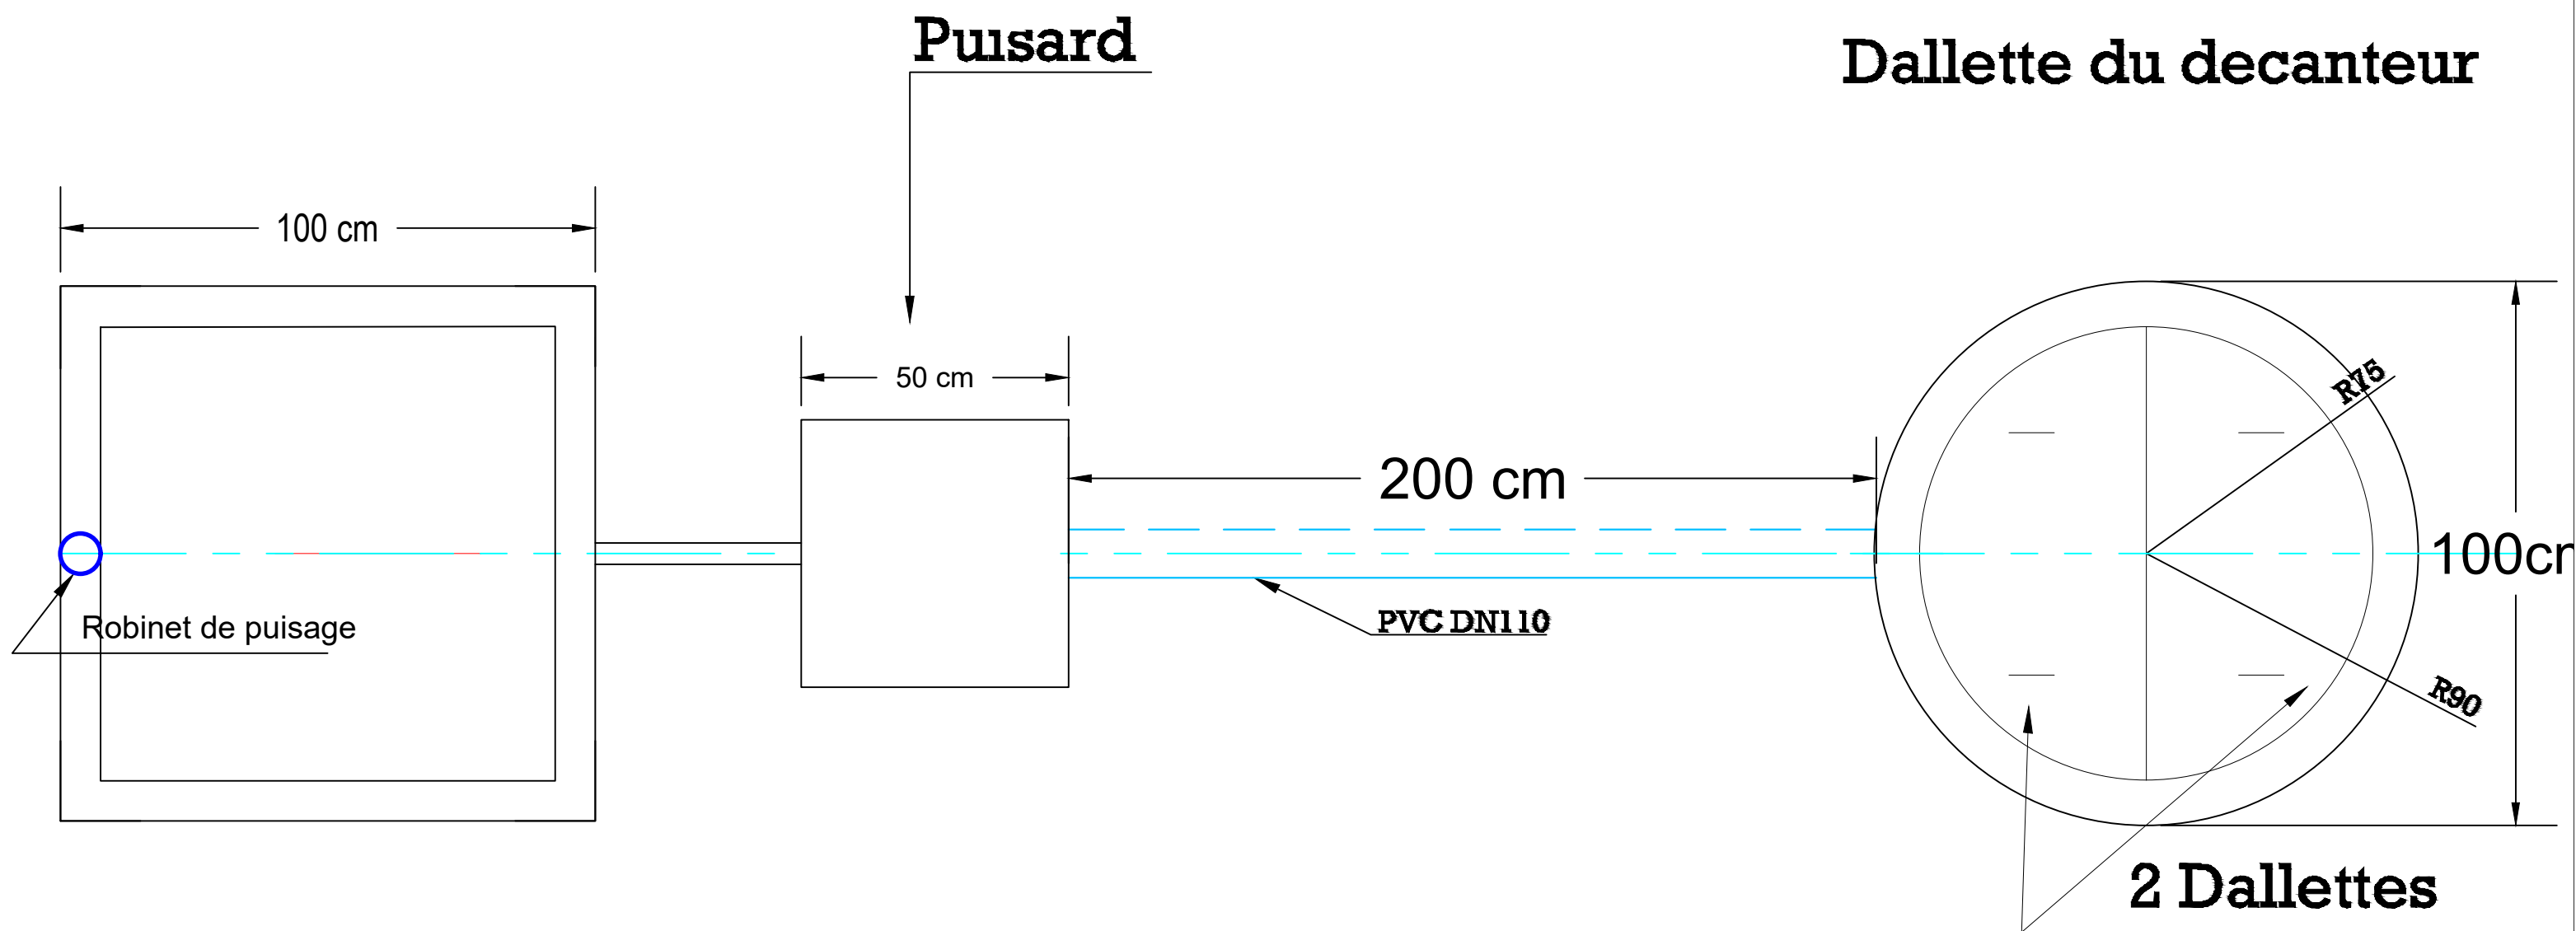 Puisard
Dallette du decanteur
100 cm
50 cm
R75
200 cm
100cm
Robinet de puisage
PVC DN110
R90
2 Dallettes